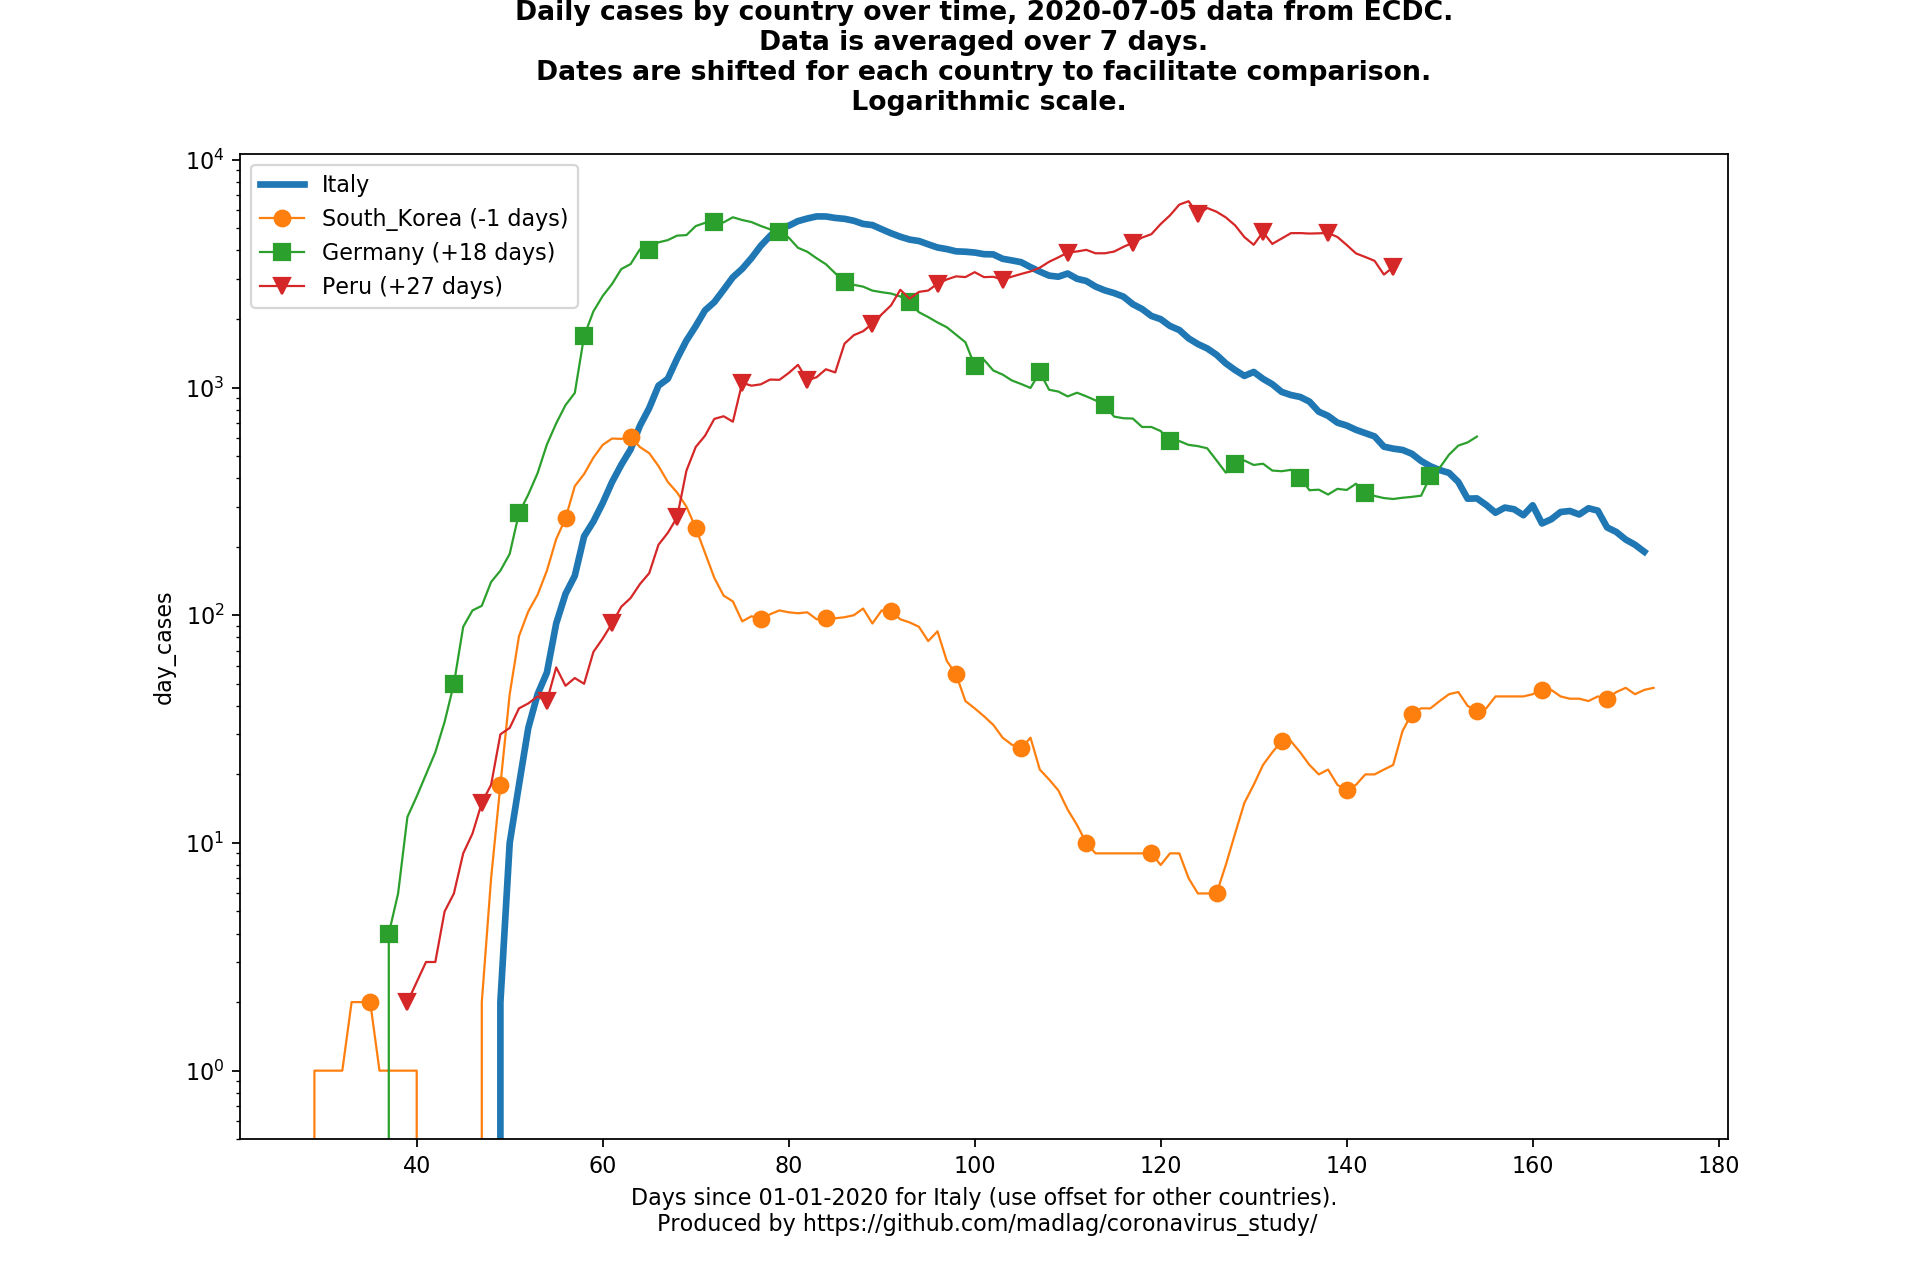 Daily cases by country over time, 2020-07-05 data from ECDC.
Data is averaged over 7 days.
Dates are shifted for each country to facilitate comparison.
Logarithmic scale.
10^4
10^3
10^2
10^1
10^0
day_cases
Italy
South_Korea (-1 days)
Germany (+18 days)
Peru (+27 days)
40 60 80 100 120 140 160 180
Days since 01-01-2020 for Italy (use offset for other countries).
Produced by https://github.com/madlag/coronavirus_study/